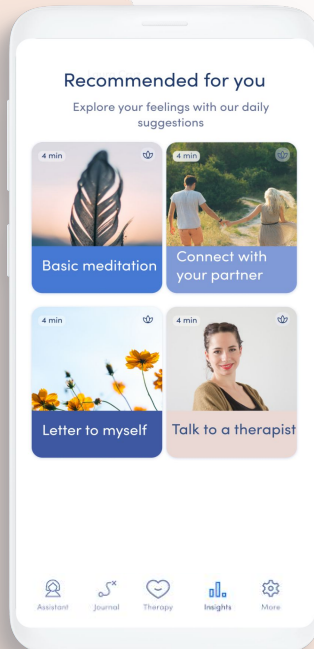 Recommended for you
Explore your feelings with our daily
suggestions
4 min
Basic meditation
4 min
Connect with
your partner
4 min
Letter to myself
4 min
Talk to a therapist
Assistant
Journal
Therapy
Insights
More